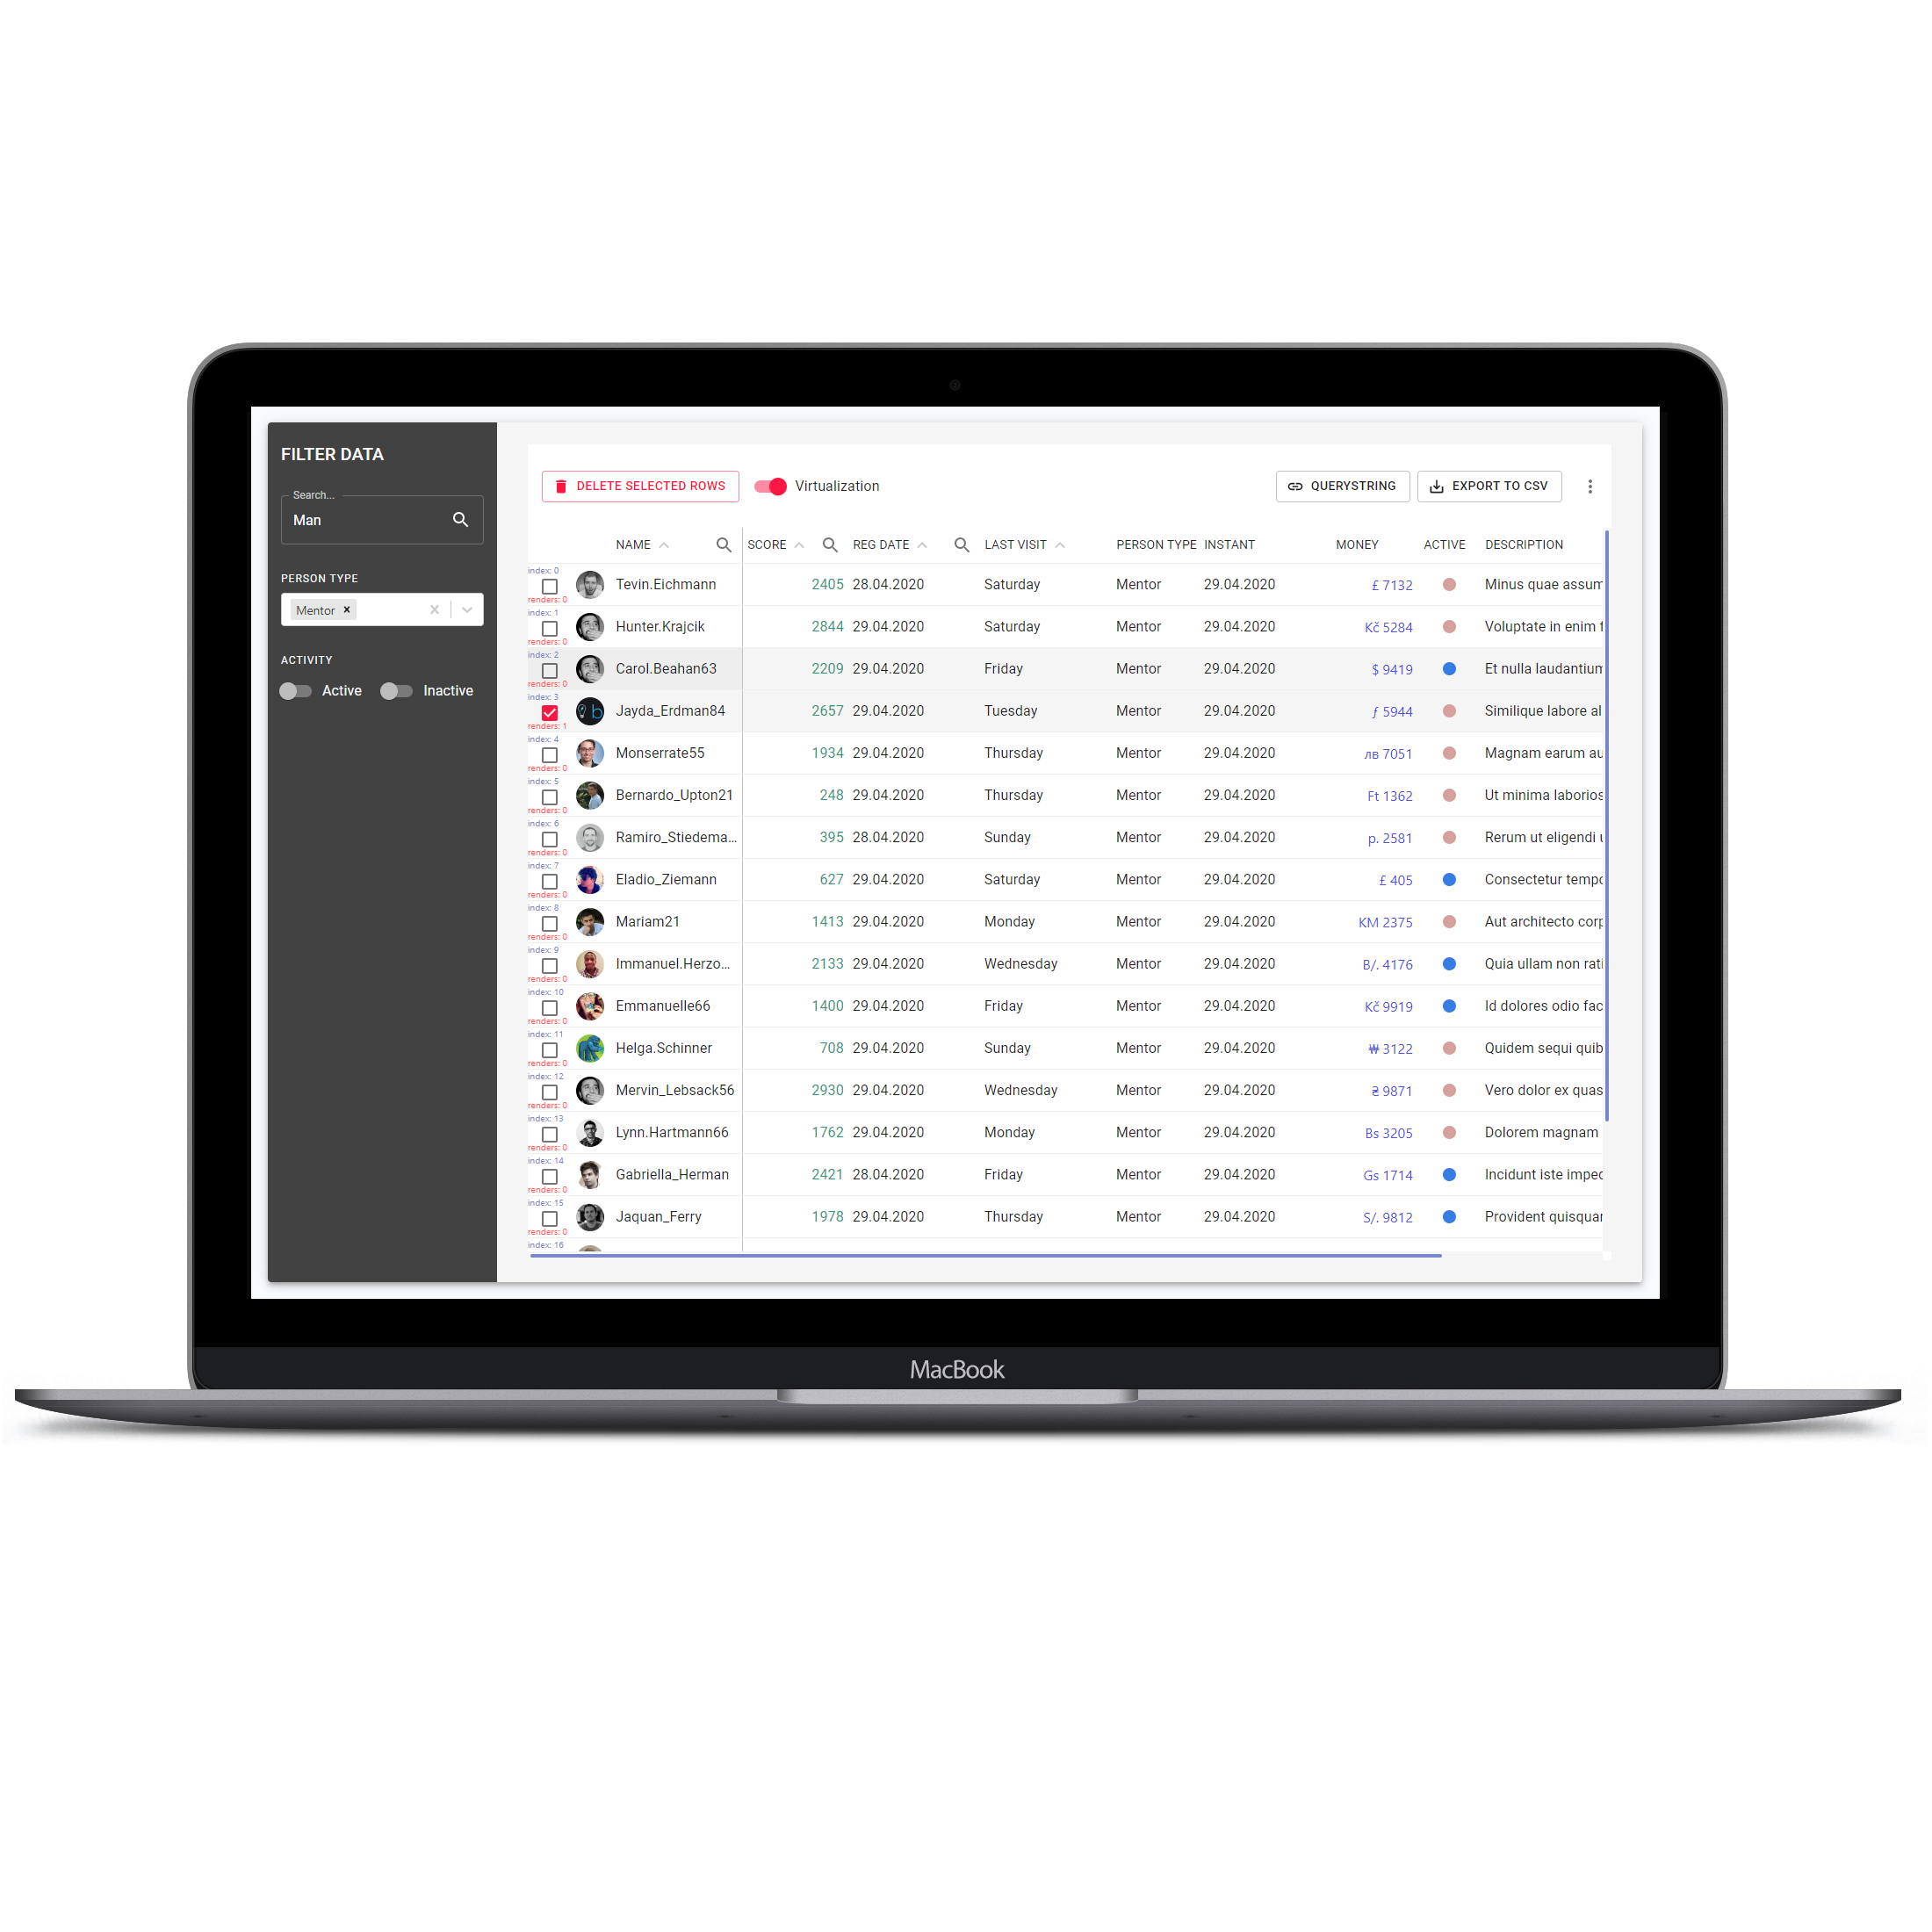 FILTER DATA
Search...
Man
PERSON TYPE
Mentor ×
ACTIVITY
Active Inactive
DELETE SELECTED ROWS Virtualization QUERYSTRING EXPORT TO CSV
NAME SCORE REG DATE LAST VISIT PERSON TYPE INSTANT MONEY ACTIVE DESCRIPTION
index: 0
Tevin.Eichmann 2405 28.04.2020 Saturday Mentor 29.04.2020 £ 7132 Minus quae assum
renders: 0
index: 1
Hunter.Krajcik 2844 29.04.2020 Saturday Mentor 29.04.2020 Kč 5284 Voluptate in enim f
renders: 0
index: 2
Carol.Beahan63 2209 29.04.2020 Friday Mentor 29.04.2020 $ 9419 Et nulla laudantium
renders: 0
index: 3
Jayda_Erdman84 2657 29.04.2020 Tuesday Mentor 29.04.2020 ƒ 5944 Similique labore al
renders: 1
index: 4
Monserrate55 1934 29.04.2020 Thursday Mentor 29.04.2020 лв 7051 Magnam earum au
renders: 0
index: 5
Bernardo_Upton21 248 29.04.2020 Thursday Mentor 29.04.2020 Ft 1362 Ut minima laborios
renders: 0
index: 6
Ramiro_Stiedema... 395 28.04.2020 Sunday Mentor 29.04.2020 p. 2581 Rerum ut eligendi u
renders: 0
index: 7
Eladio_Ziemann 627 29.04.2020 Saturday Mentor 29.04.2020 £ 405 Consectetur tempo
renders: 0
index: 8
Mariam21 1413 29.04.2020 Monday Mentor 29.04.2020 KM 2375 Aut architecto corp
renders: 0
index: 9
Immanuel.Herzo... 2133 29.04.2020 Wednesday Mentor 29.04.2020 B/. 4176 Quia ullam non rati
renders: 0
index: 10
Emmanuelle66 1400 29.04.2020 Friday Mentor 29.04.2020 Kč 9919 Id dolores odio fac
renders: 0
index: 11
Helga.Schinner 708 29.04.2020 Sunday Mentor 29.04.2020 ₩ 3122 Quidem sequi quib
renders: 0
index: 12
Mervin_Lebsack56 2930 29.04.2020 Wednesday Mentor 29.04.2020 ₴ 9871 Vero dolor ex quas
renders: 0
index: 13
Lynn.Hartmann66 1762 29.04.2020 Monday Mentor 29.04.2020 Bs 3205 Dolorem magnam
renders: 0
index: 14
Gabriella_Herman 2421 28.04.2020 Friday Mentor 29.04.2020 Gs 1714 Incidunt iste impec
renders: 0
index: 15
Jaquan_Ferry 1978 29.04.2020 Thursday Mentor 29.04.2020 S/. 9812 Provident quisquar
renders: 0
index: 16
MacBook